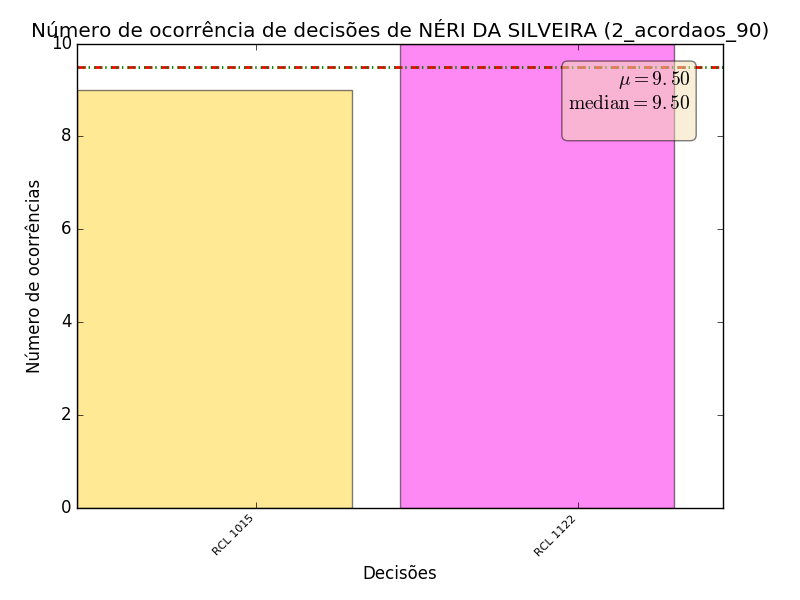 Número de ocorrência de decisões de NÉRI DA SILVEIRA (2_acordaos_90)
10
8
6
4
2
0
Número de ocorrências
μ = 9.50
median = 9.50
RCL 1015
RCL 1122
Decisões